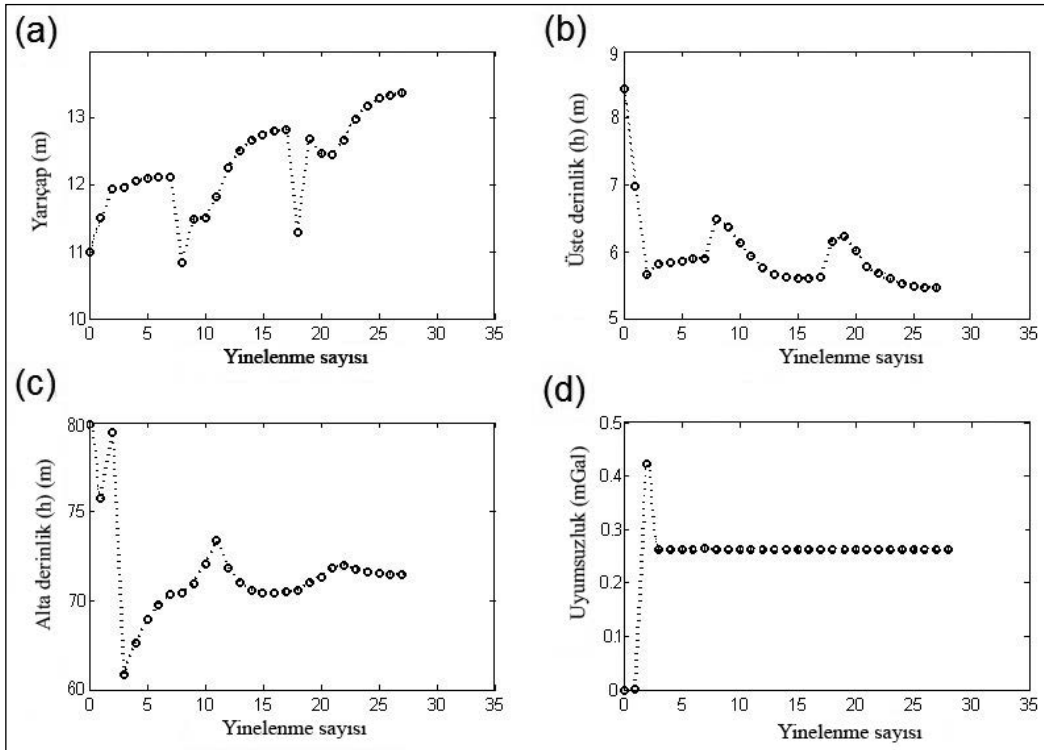 (a)
Yarıçap (m)
13
12
11
10
0 5 10 15 20 25 30 35
Yinelenme sayısı
(b)
Üste derinlik (h) (m)
9
8
7
6
5
0 5 10 15 20 25 30 35
Yinelenme sayısı
(c)
Alta derinlik (h) (m)
80
75
70
65
60
0 5 10 15 20 25 30 35
Yinelenme sayısı
(d)
Uyumsuzluk (mGal)
0.5
0.4
0.3
0.2
0.1
0
0 5 10 15 20 25 30 35
Yinelenme sayısı